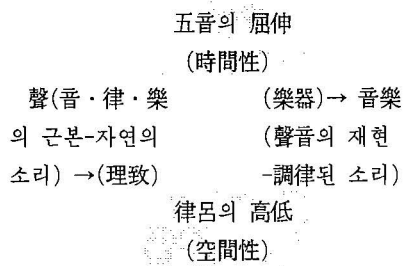 五音의 屈伸
(時間性)
聲(音·律·樂 (樂器)→ 音樂
의 근본-자연의 (聲音의 재현
소리) →(理致) -調律된 소리)
律呂의 高低
(空間性)